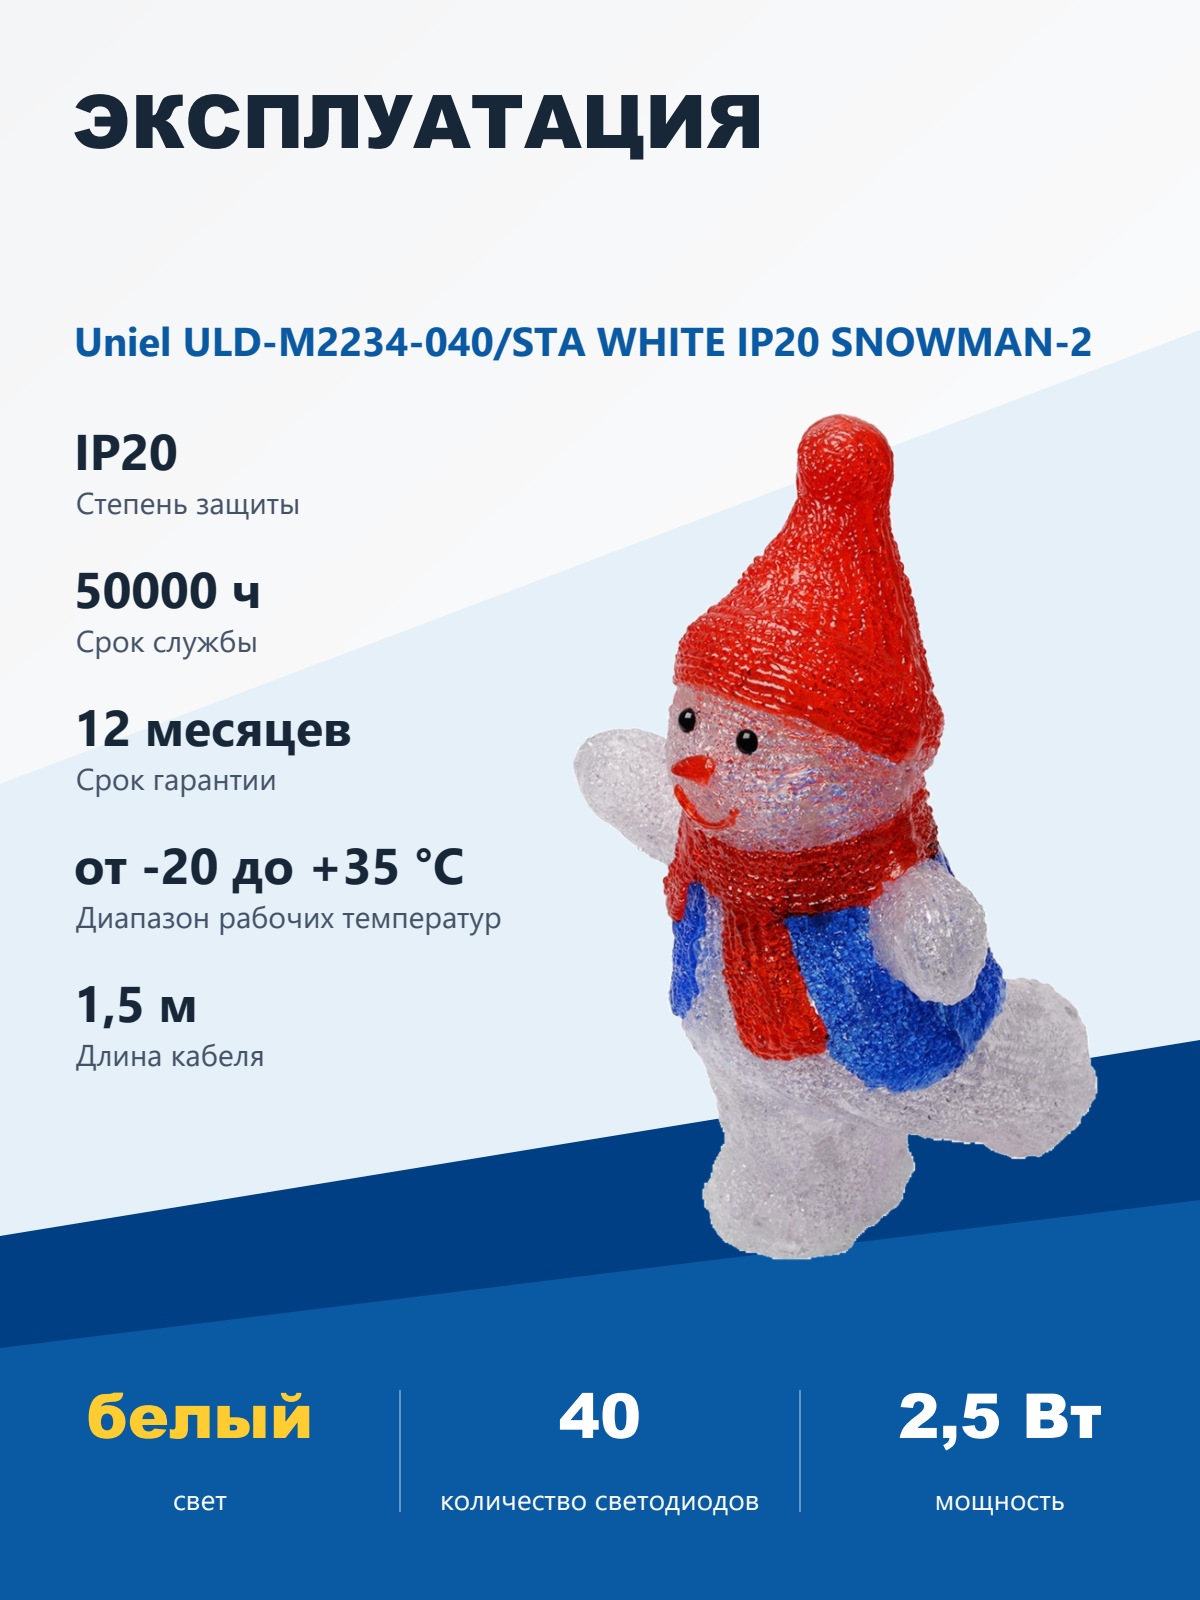 ЭКСПЛУАТАЦИЯ
Uniel ULD-M2234-040/STA WHITE IP20 SNOWMAN-2
IP20
Степень защиты
50000 ч
Срок службы
12 месяцев
Срок гарантии
от -20 до +35 °C
Диапазон рабочих температур
1,5 м
Длина кабеля
белый
свет
40
количество светодиодов
2,5 Вт
мощность